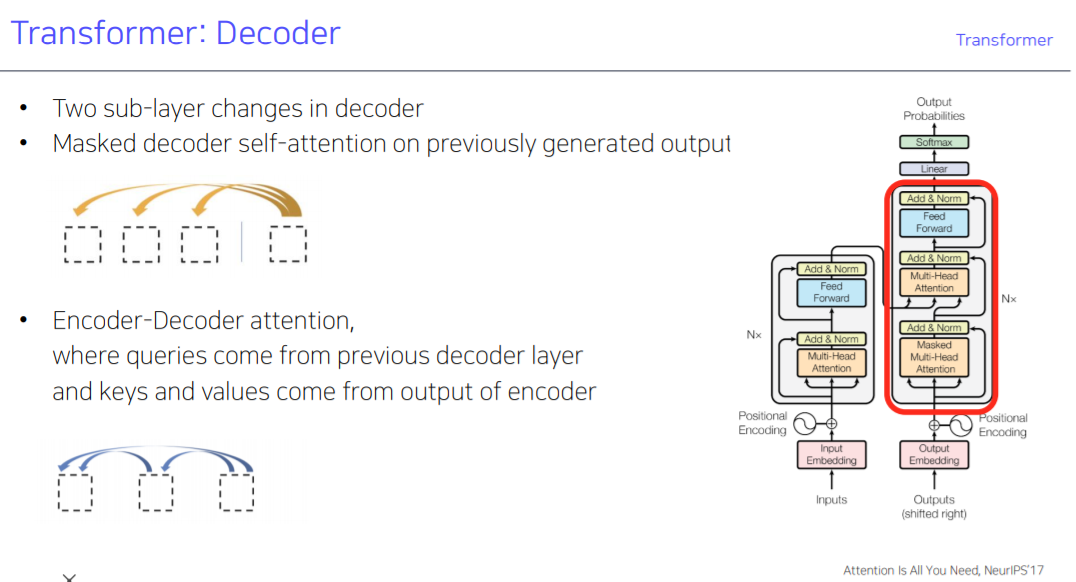 Transformer: Decoder
Transformer
• Two sub-layer changes in decoder
• Masked decoder self-attention on previously generated output
• Encoder-Decoder attention,
where queries come from previous decoder layer
and keys and values come from output of encoder
Output
Probabilities
Softmax
Linear
Add & Norm
Feed
Forward
Add & Norm
Multi-Head
Attention
Nx
Add & Norm
Masked
Multi-Head
Attention
Positional
Encoding
Output
Embedding
Outputs
(shifted right)
Add & Norm
Feed
Forward
Nx
Add & Norm
Multi-Head
Attention
Positional
Encoding
Input
Embedding
Inputs
Attention Is All You Need, NeurIPS'17